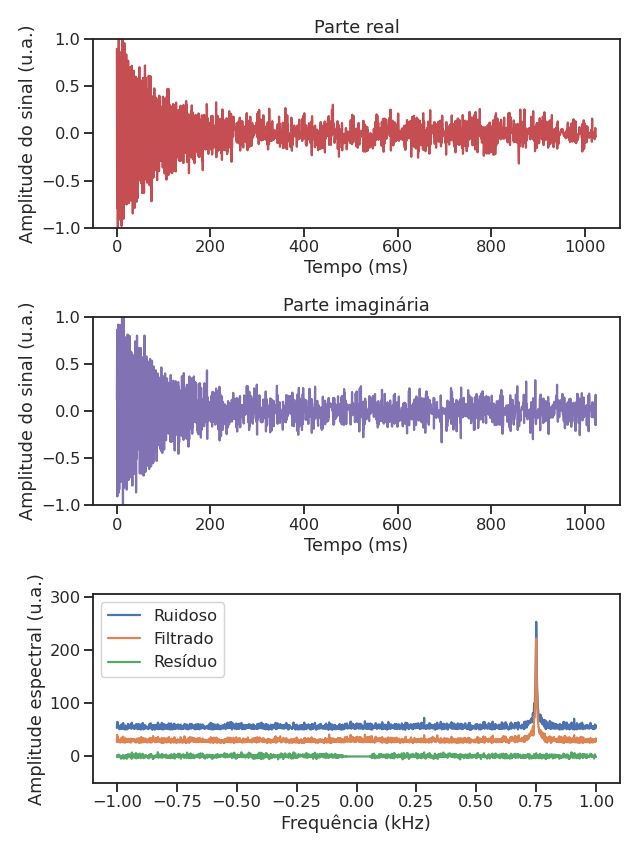 Parte real
1.0
0.5
0.0
−0.5
−1.0
Amplitude do sinal (u.a.)
0 200 400 600 800 1000
Tempo (ms)
Parte imaginária
1.0
0.5
0.0
−0.5
−1.0
Amplitude do sinal (u.a.)
0 200 400 600 800 1000
Tempo (ms)
300
200
100
0
Amplitude espectral (u.a.)
Ruidoso
Filtrado
Resíduo
−1.00 −0.75 −0.50 −0.25 0.00 0.25 0.50 0.75 1.00
Frequência (kHz)